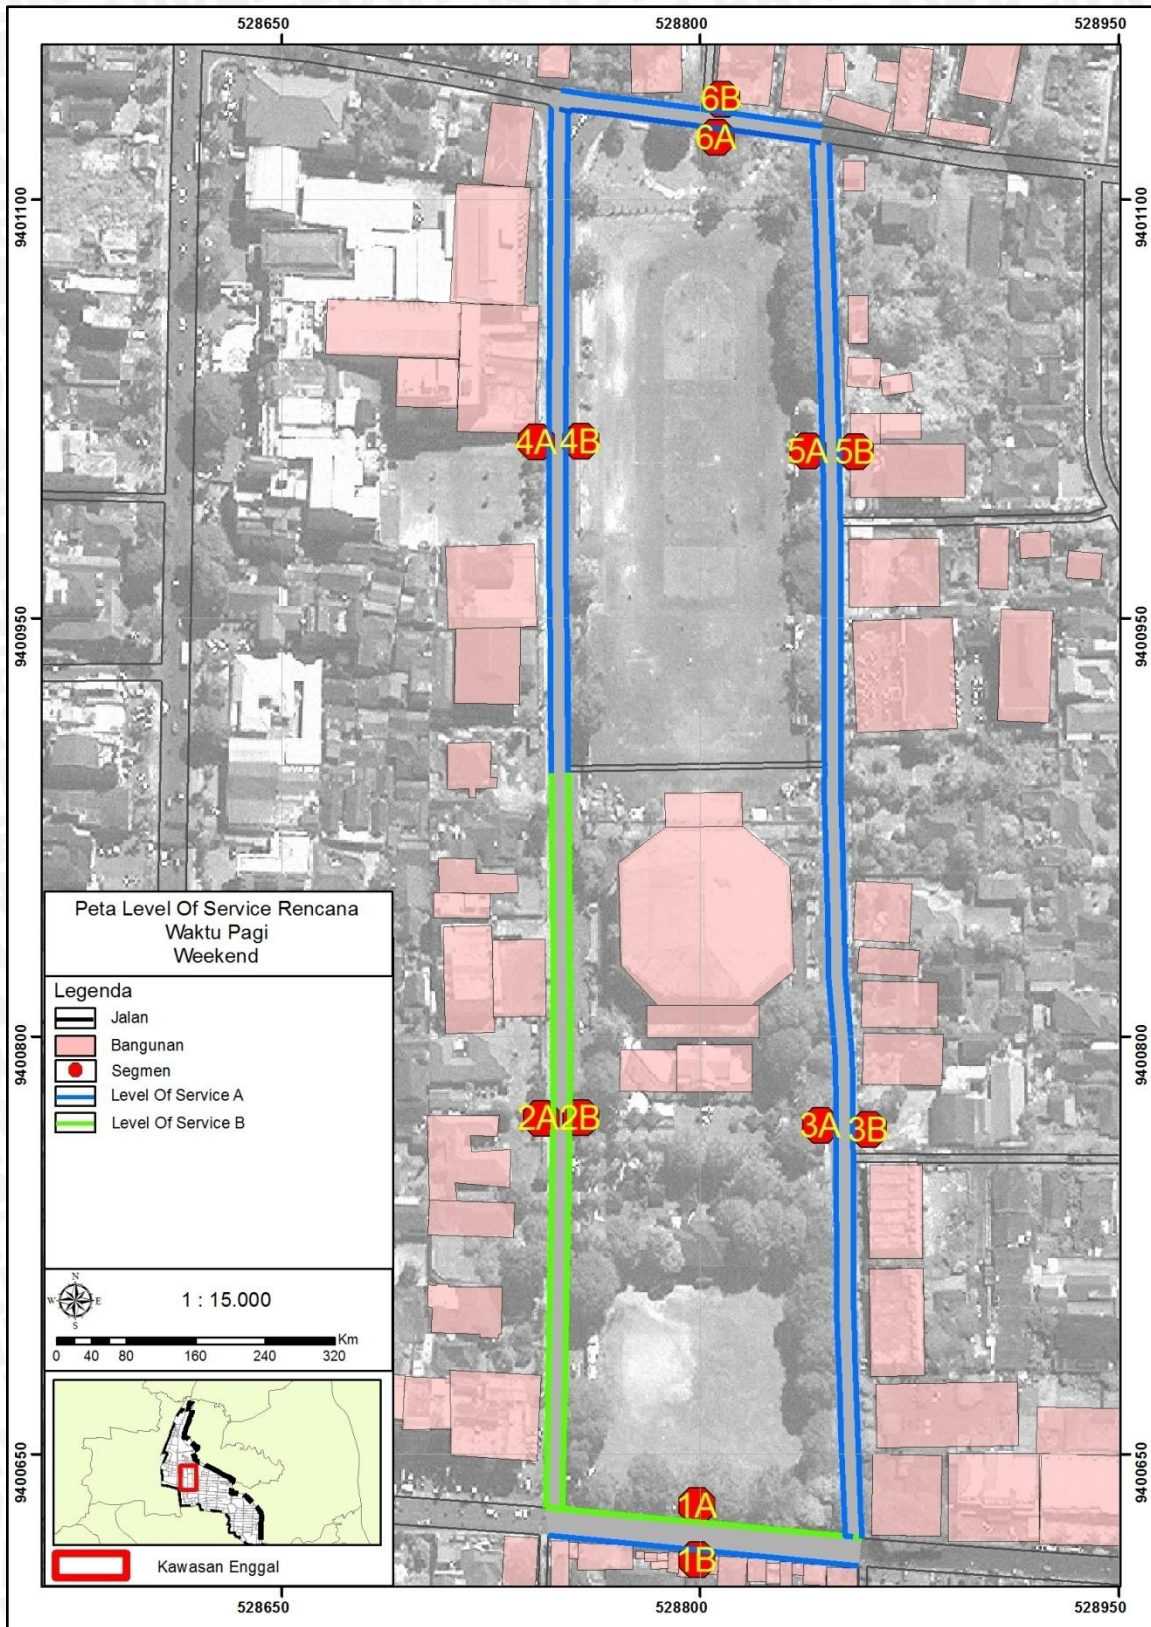 528650
528800
528950
6B
6A
9401100
9401100
4A
4B
5A
5B
9400950
9400950
Peta Level Of Service Rencana
Waktu Pagi
Weekend
Legenda
Jalan
Bangunan
Segmen
Level Of Service A
Level Of Service B
9400800
9400800
2A
2B
3A
3B
N
W
E
S
1 : 15.000
Km
0 40 80 160 240 320
9400650
9400650
1A
1B
Kawasan Enggal
528650
528800
528950